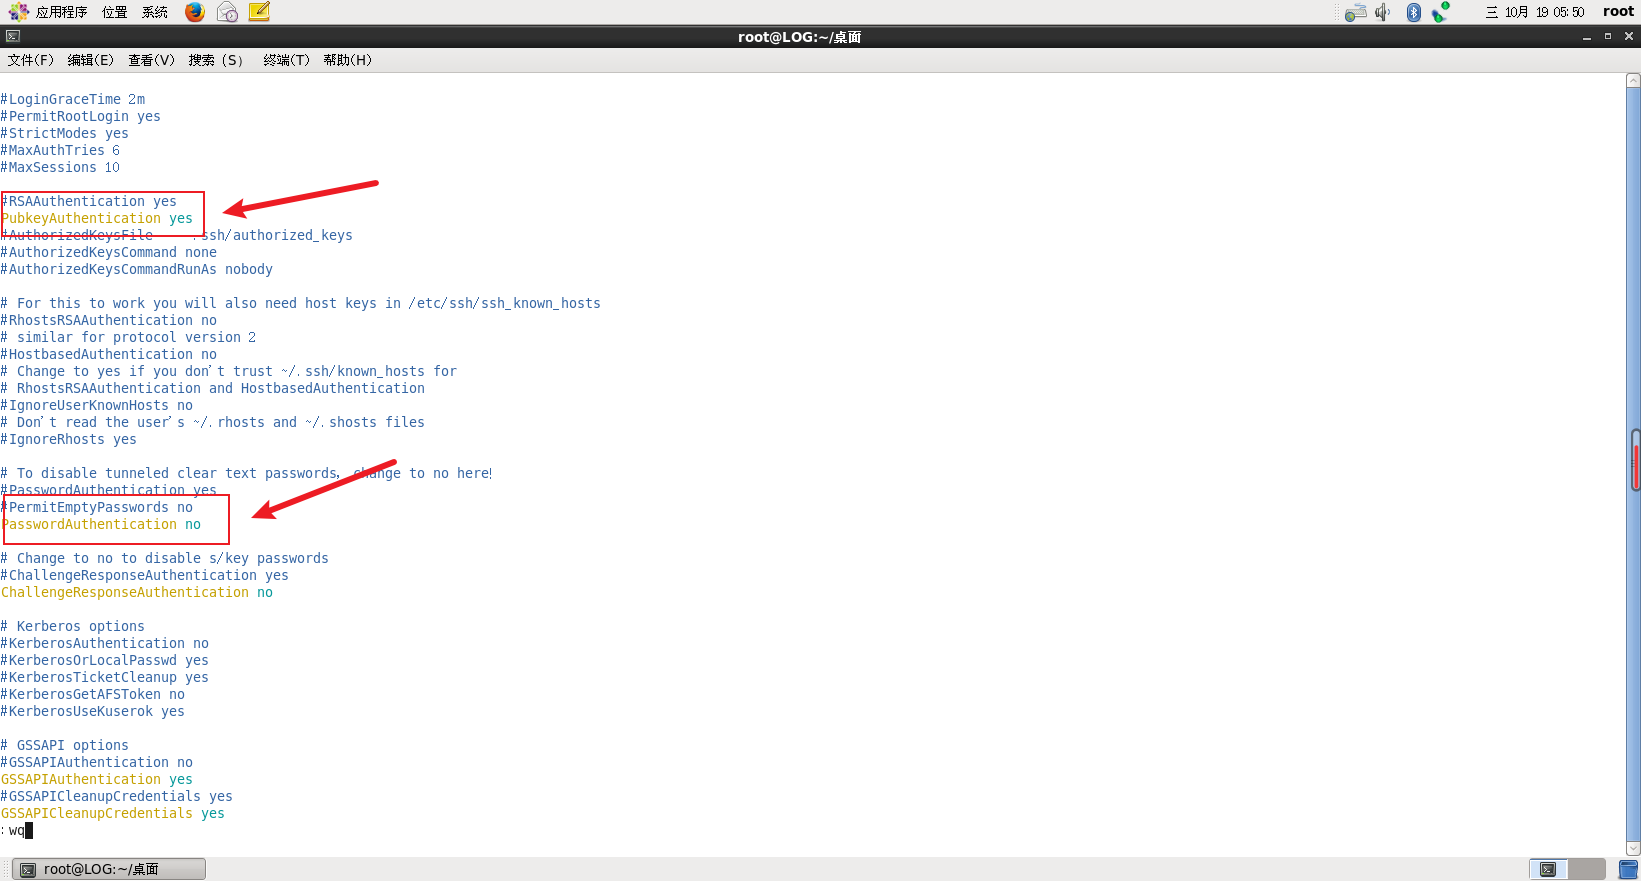 应用程序 位置 系统
三 10月 19 05:50 root
root@LOG:~/桌面
文件(F) 编辑(E) 查看(V) 搜索 (S) 终端(T) 帮助(H)
#LoginGraceTime 2m
#PermitRootLogin yes
#StrictModes yes
#MaxAuthTries 6
#MaxSessions 10
#RSAAuthentication yes
PubkeyAuthentication yes
#AuthorizedKeysFile .ssh/authorized_keys
#AuthorizedKeysCommand none
#AuthorizedKeysCommandRunAs nobody
# For this to work you will also need host keys in /etc/ssh/ssh_known_hosts
#RhostsRSAAuthentication no
# similar for protocol version 2
#HostbasedAuthentication no
# Change to yes if you don't trust ~/.ssh/known_hosts for
# RhostsRSAAuthentication and HostbasedAuthentication
#IgnoreUserKnownHosts no
# Don't read the user's ~/.rhosts and ~/.shosts files
#IgnoreRhosts yes
# To disable tunneled clear text passwords, change to no here!
#PasswordAuthentication yes
#PermitEmptyPasswords no
PasswordAuthentication no
# Change to no to disable s/key passwords
#ChallengeResponseAuthentication yes
ChallengeResponseAuthentication no
# Kerberos options
#KerberosAuthentication no
#KerberosOrLocalPasswd yes
#KerberosTicketCleanup yes
#KerberosGetAFSToken no
#KerberosUseKuserok yes
# GSSAPI options
#GSSAPIAuthentication no
GSSAPIAuthentication yes
#GSSAPICleanupCredentials yes
GSSAPICleanupCredentials yes
:wq
root@LOG:~/桌面